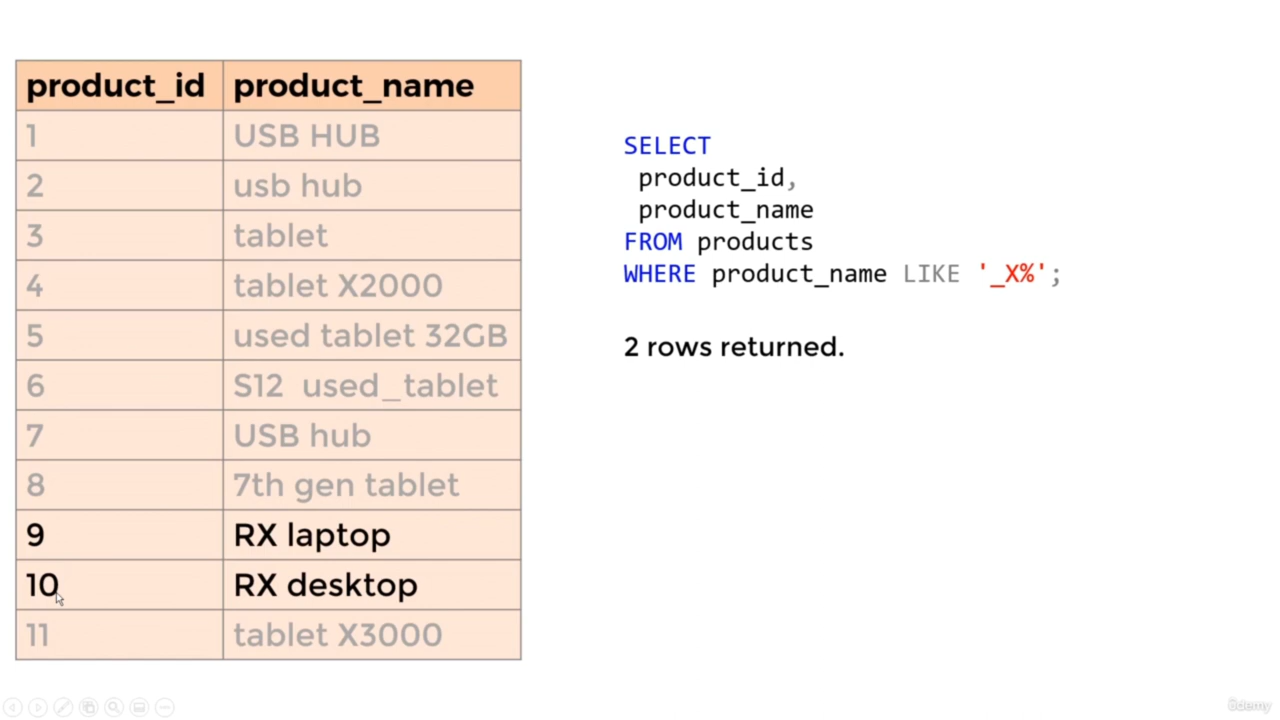 product_id product_name
1 USB HUB
2 usb hub
3 tablet
4 tablet X2000
5 used tablet 32GB
6 S12  used_tablet
7 USB hub
8 7th gen tablet
9 RX laptop
10 RX desktop
11 tablet X3000
SELECT
product_id,
product_name
FROM products
WHERE product_name LIKE '_X%';
2 rows returned.
ûdemy